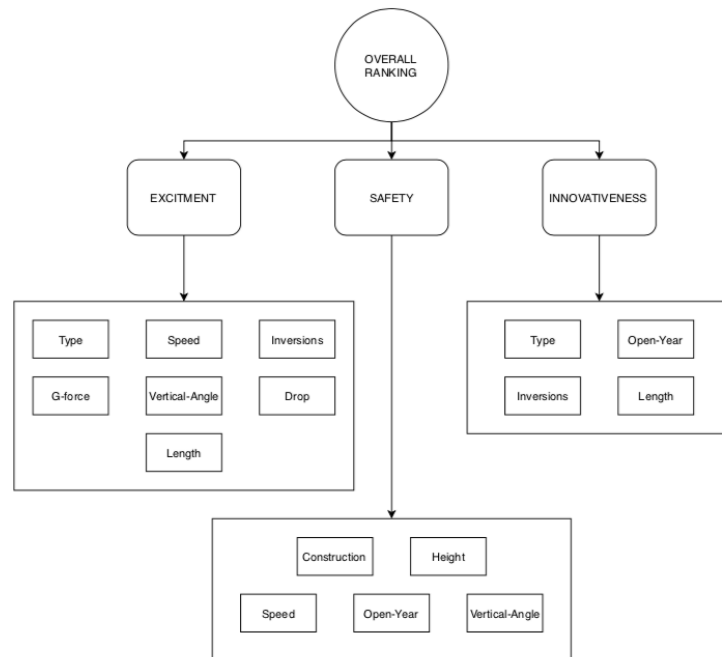 OVERALL
RANKING
EXCITMENT
SAFETY
INNOVATIVENESS
Type
Speed
Inversions
G-force
Vertical-Angle
Drop
Length
Type
Open-Year
Inversions
Length
Construction
Height
Speed
Open-Year
Vertical-Angle